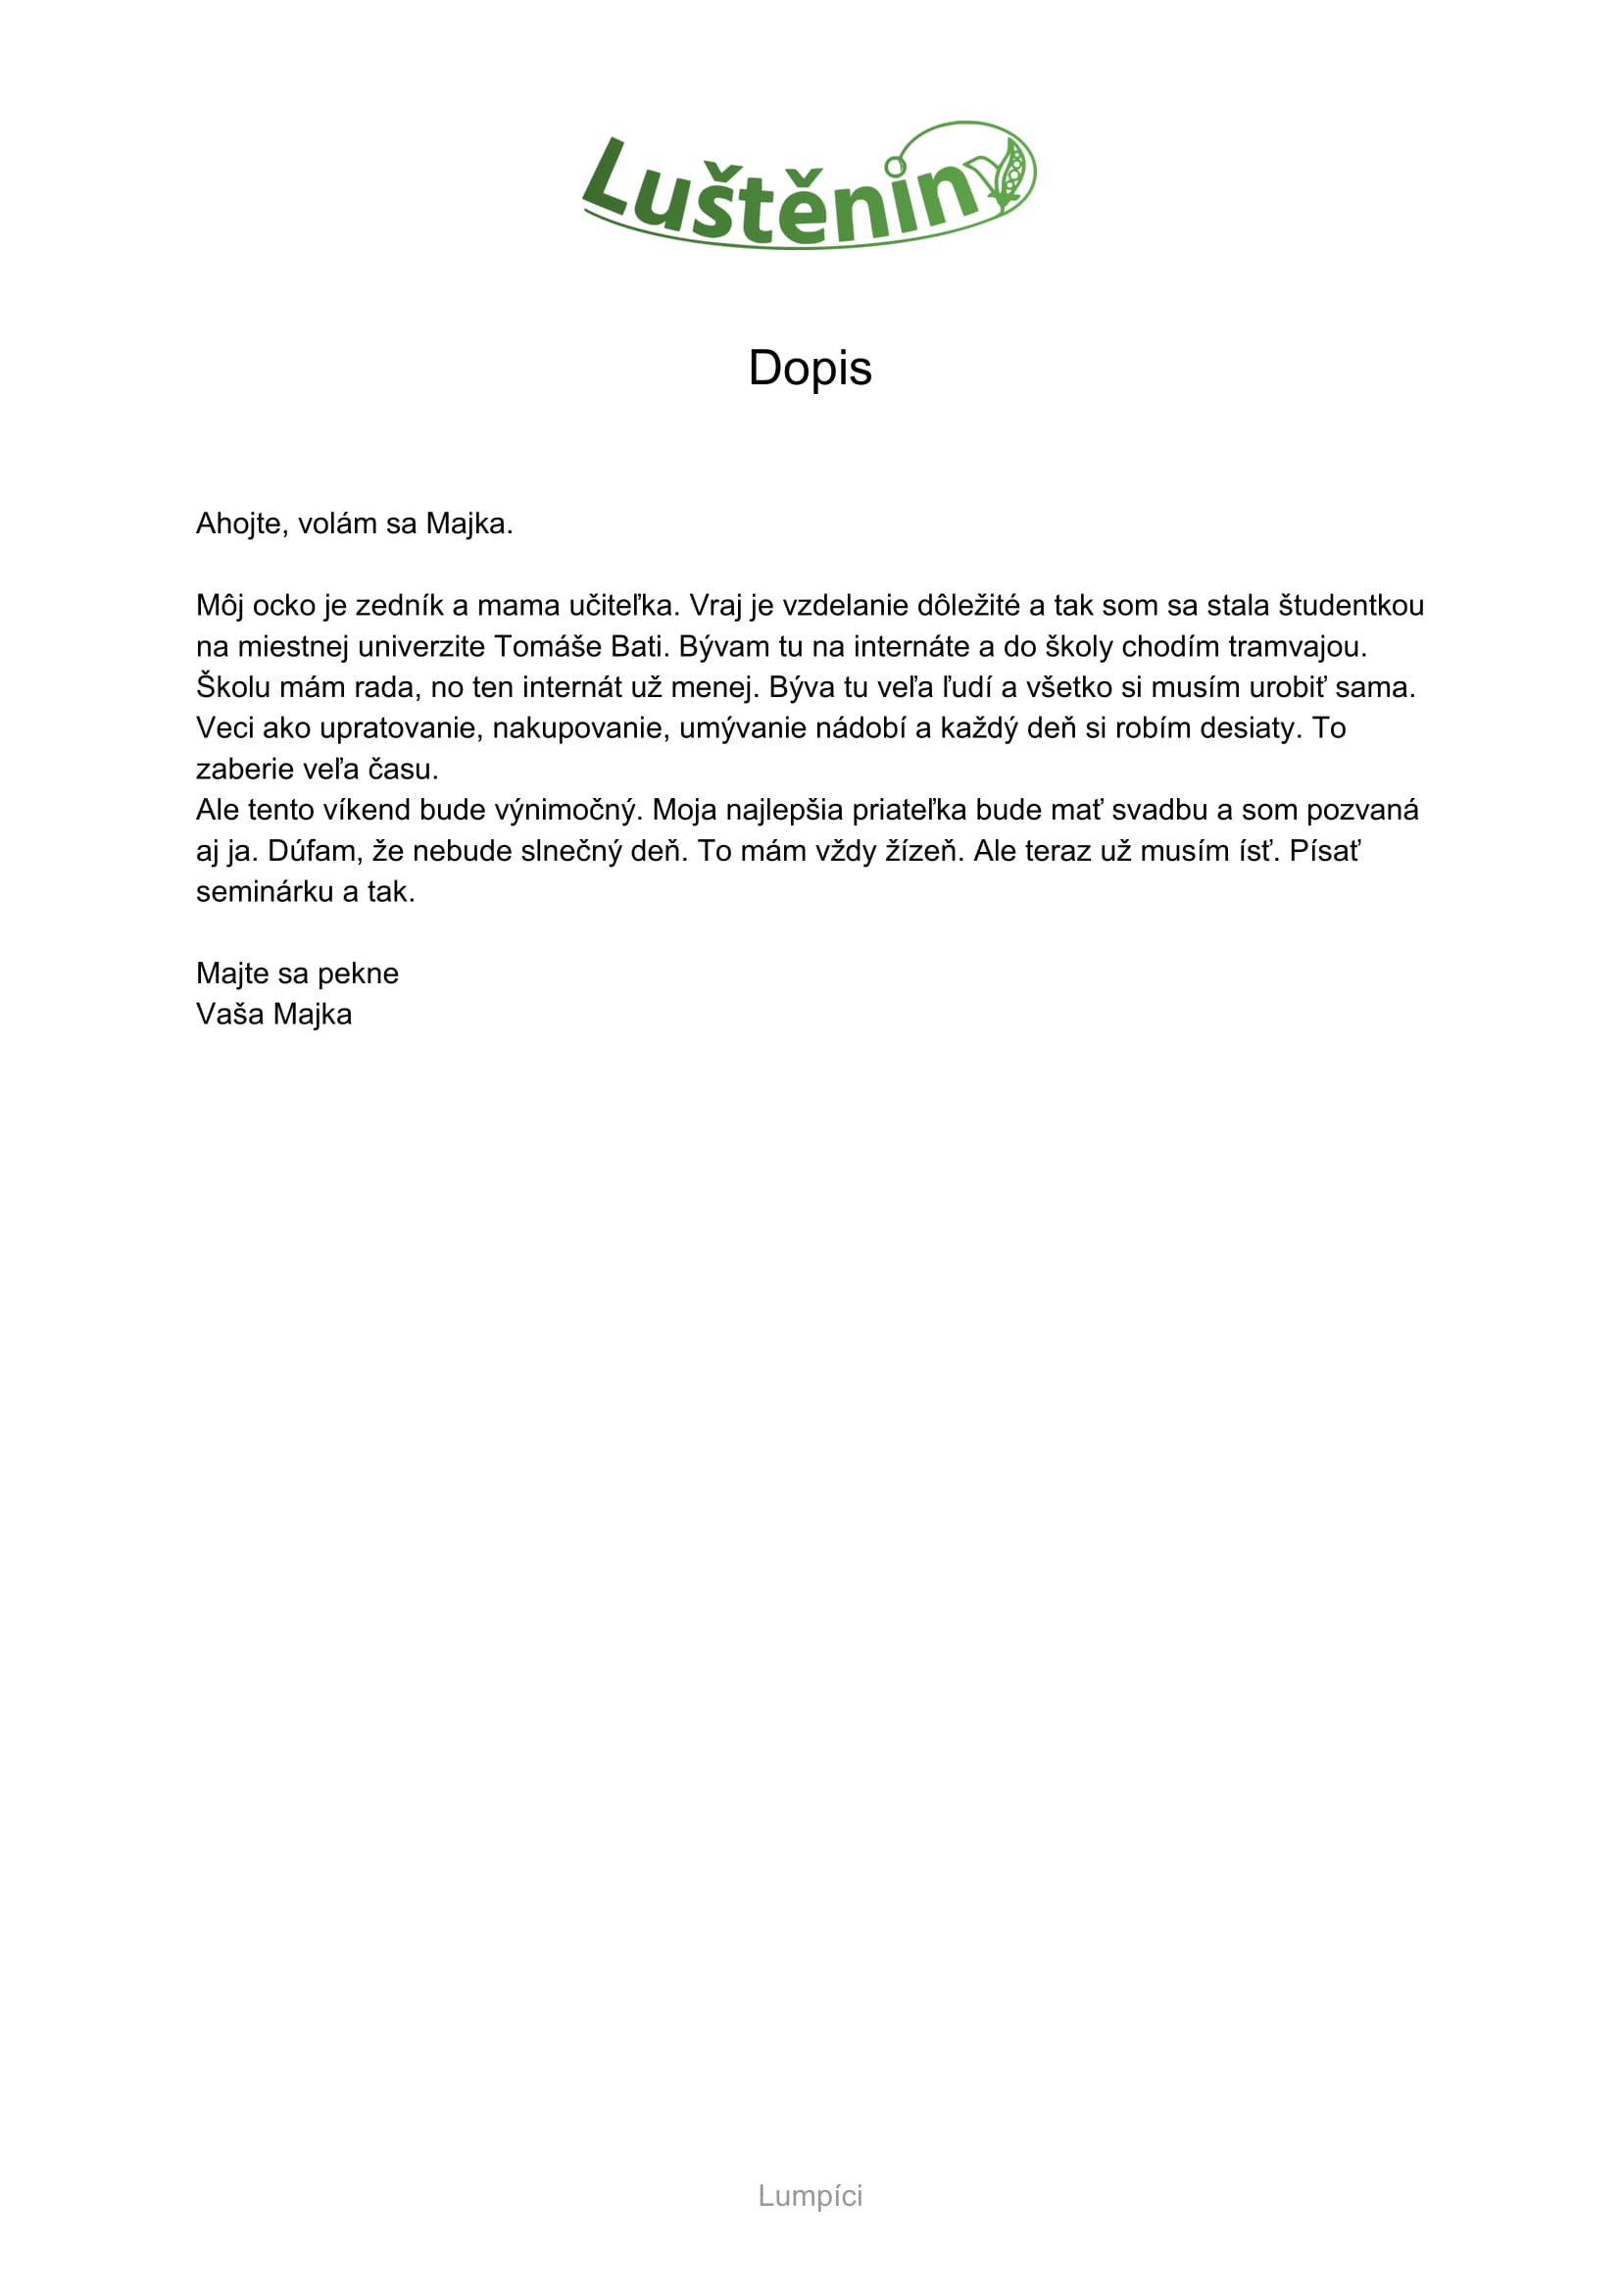 Luštěniny
Dopis
Ahojte, volám sa Majka.
Môj ocko je zedník a mama učiteľka. Vraj je vzdelanie dôležité a tak som sa stala študentkou
na miestnej univerzite Tomáše Bati. Bývam tu na internáte a do školy chodím tramvajou.
Školu mám rada, no ten internát už menej. Býva tu veľa ľudí a všetko si musím urobiť sama.
Veci ako upratovanie, nakupovanie, umývanie nádobí a každý deň si robím desiaty. To
zaberie veľa času.
Ale tento víkend bude výnimočný. Moja najlepšia priateľka bude mať svadbu a som pozvaná
aj ja. Dúfam, že nebude slnečný deň. To mám vždy žízeň. Ale teraz už musím ísť. Písať
seminárku a tak.
Majte sa pekne
Vaša Majka
Lumpíci